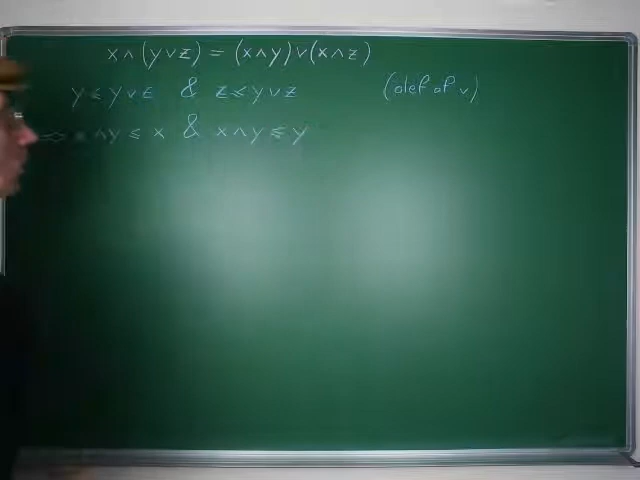 x ∧ (y ∨ z) = (x ∧ y) ∨ (x ∧ z)
y ≤ y ∨ z & z ≤ y ∨ z (def of ∨)
⇒ x ∧ y ≤ x & x ∧ y ≤ y